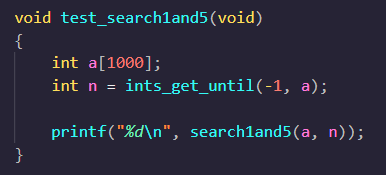 void test_search1and5(void)
{
    int a[1000];
    int n = ints_get_until(-1, a);

    printf("%d\n", search1and5(a, n));
}